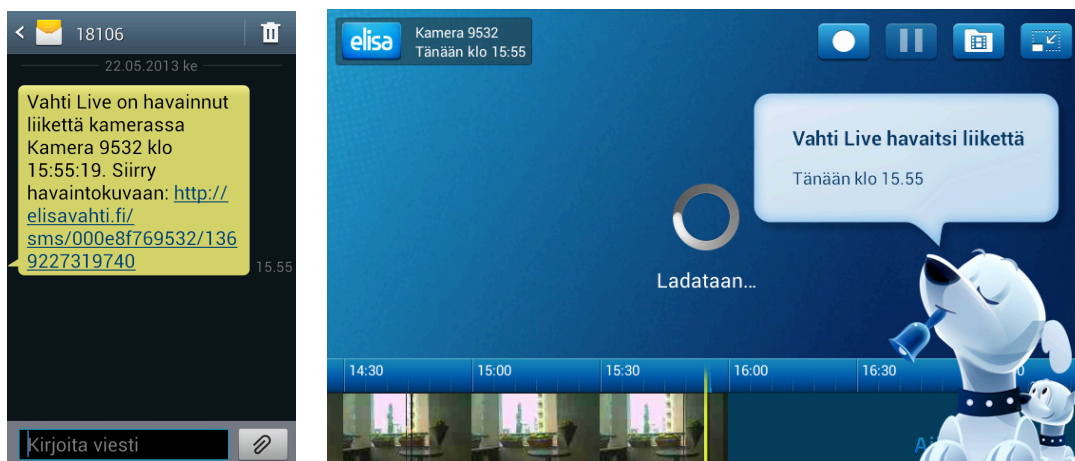 18106
22.05.2013 ke
Vahti Live on havainnut
liikettä kamerassa
Kamera 9532 klo
15:55:19. Siirry
havaintokuvaan: http://
elisavahti.fi/
sms/000e8f769532/136
9227319740
15.55
Kirjoita viesti
elisa
Kamera 9532
Tänään klo 15:55
Vahti Live havaitsi liikettä
Tänään klo 15.55
Ladataan...
14:30 15:00 15:30 16:00 16:30